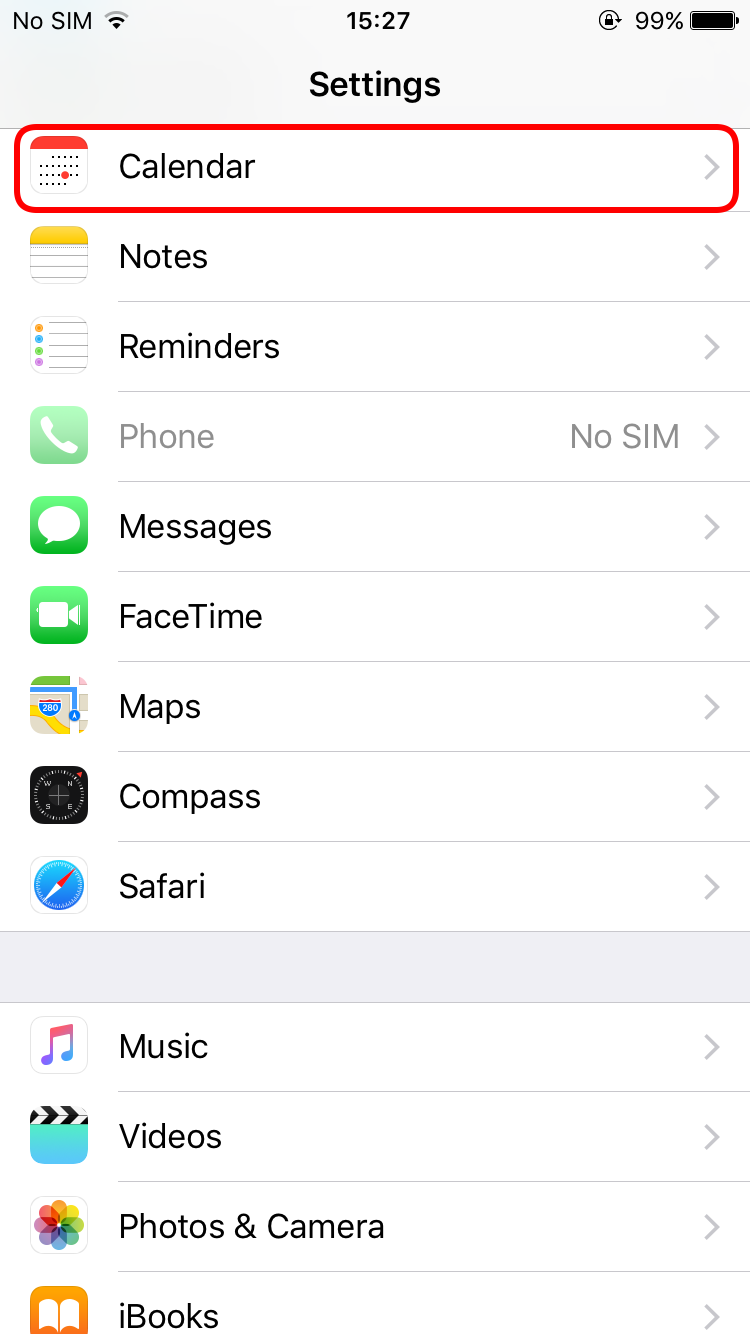 No SIM 15:27 99%
Settings
Calendar
Notes
Reminders
Phone No SIM
Messages
FaceTime
280
Maps
W N
S E
Compass
Safari
Music
Videos
Photos & Camera
iBooks